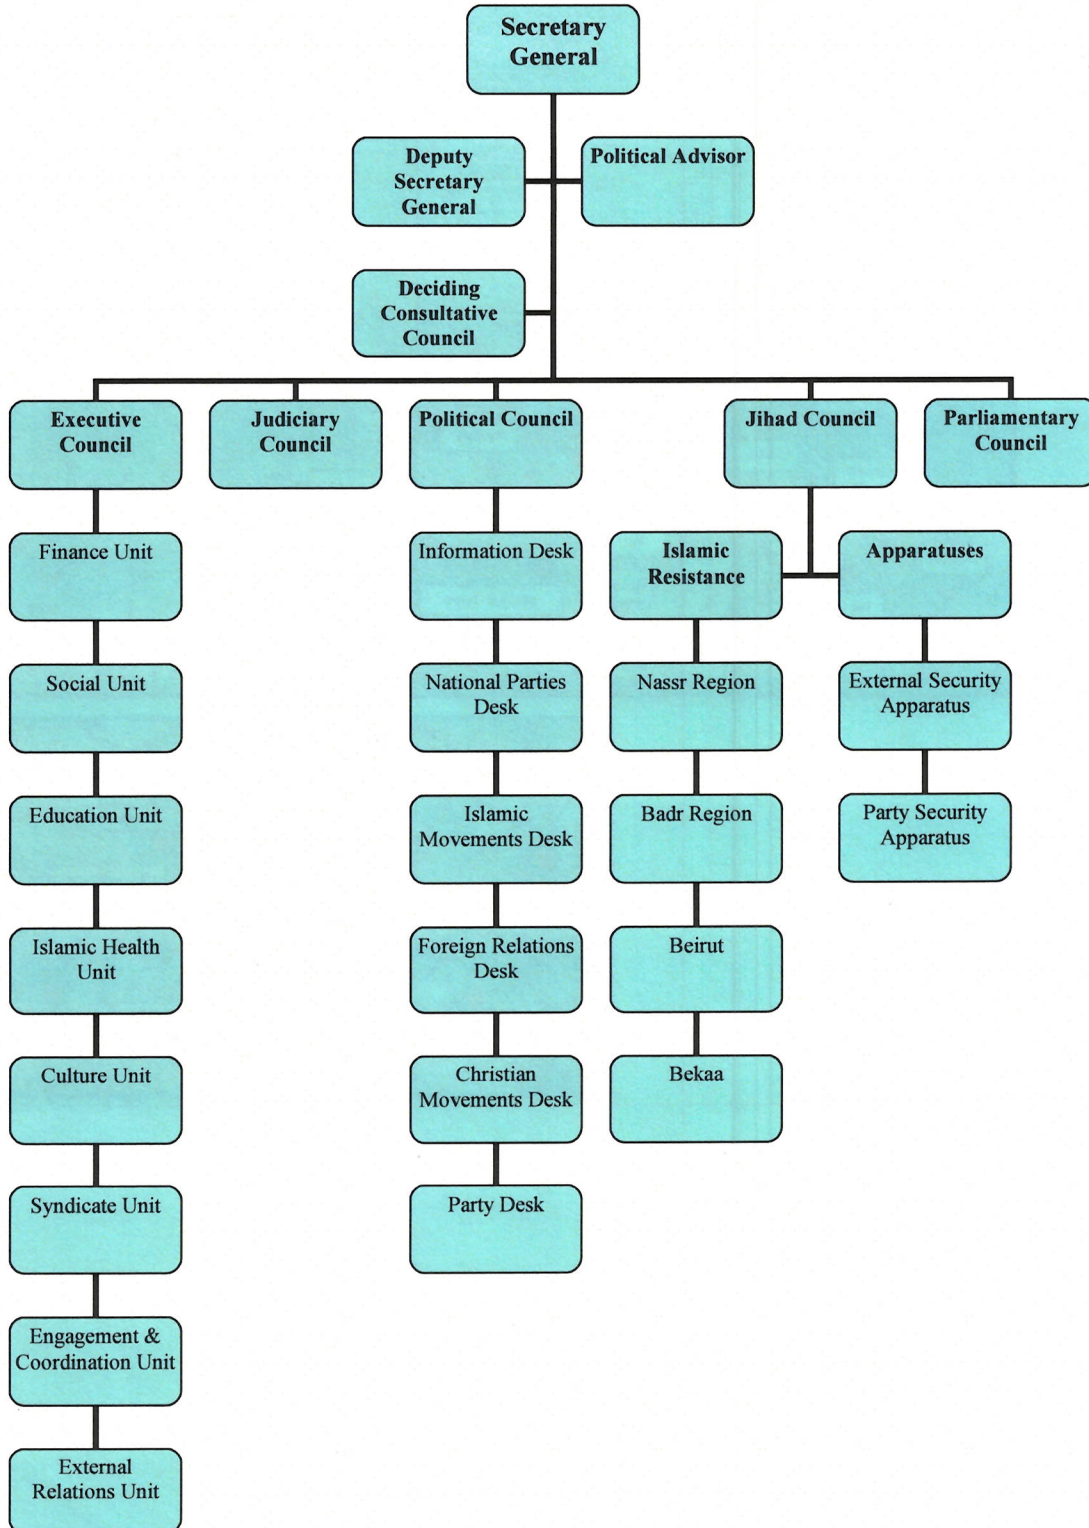 Secretary
General
Deputy
Secretary
General
Political Advisor
Deciding
Consultative
Council
Executive
Council
Judiciary
Council
Political Council
Jihad Council
Parliamentary
Council
Finance Unit
Social Unit
Education Unit
Islamic Health
Unit
Culture Unit
Syndicate Unit
Engagement &
Coordination Unit
External
Relations Unit
Information Desk
National Parties
Desk
Islamic
Movements Desk
Foreign Relations
Desk
Christian
Movements Desk
Party Desk
Islamic
Resistance
Nassr Region
Badr Region
Beirut
Bekaa
Apparatuses
External Security
Apparatus
Party Security
Apparatus